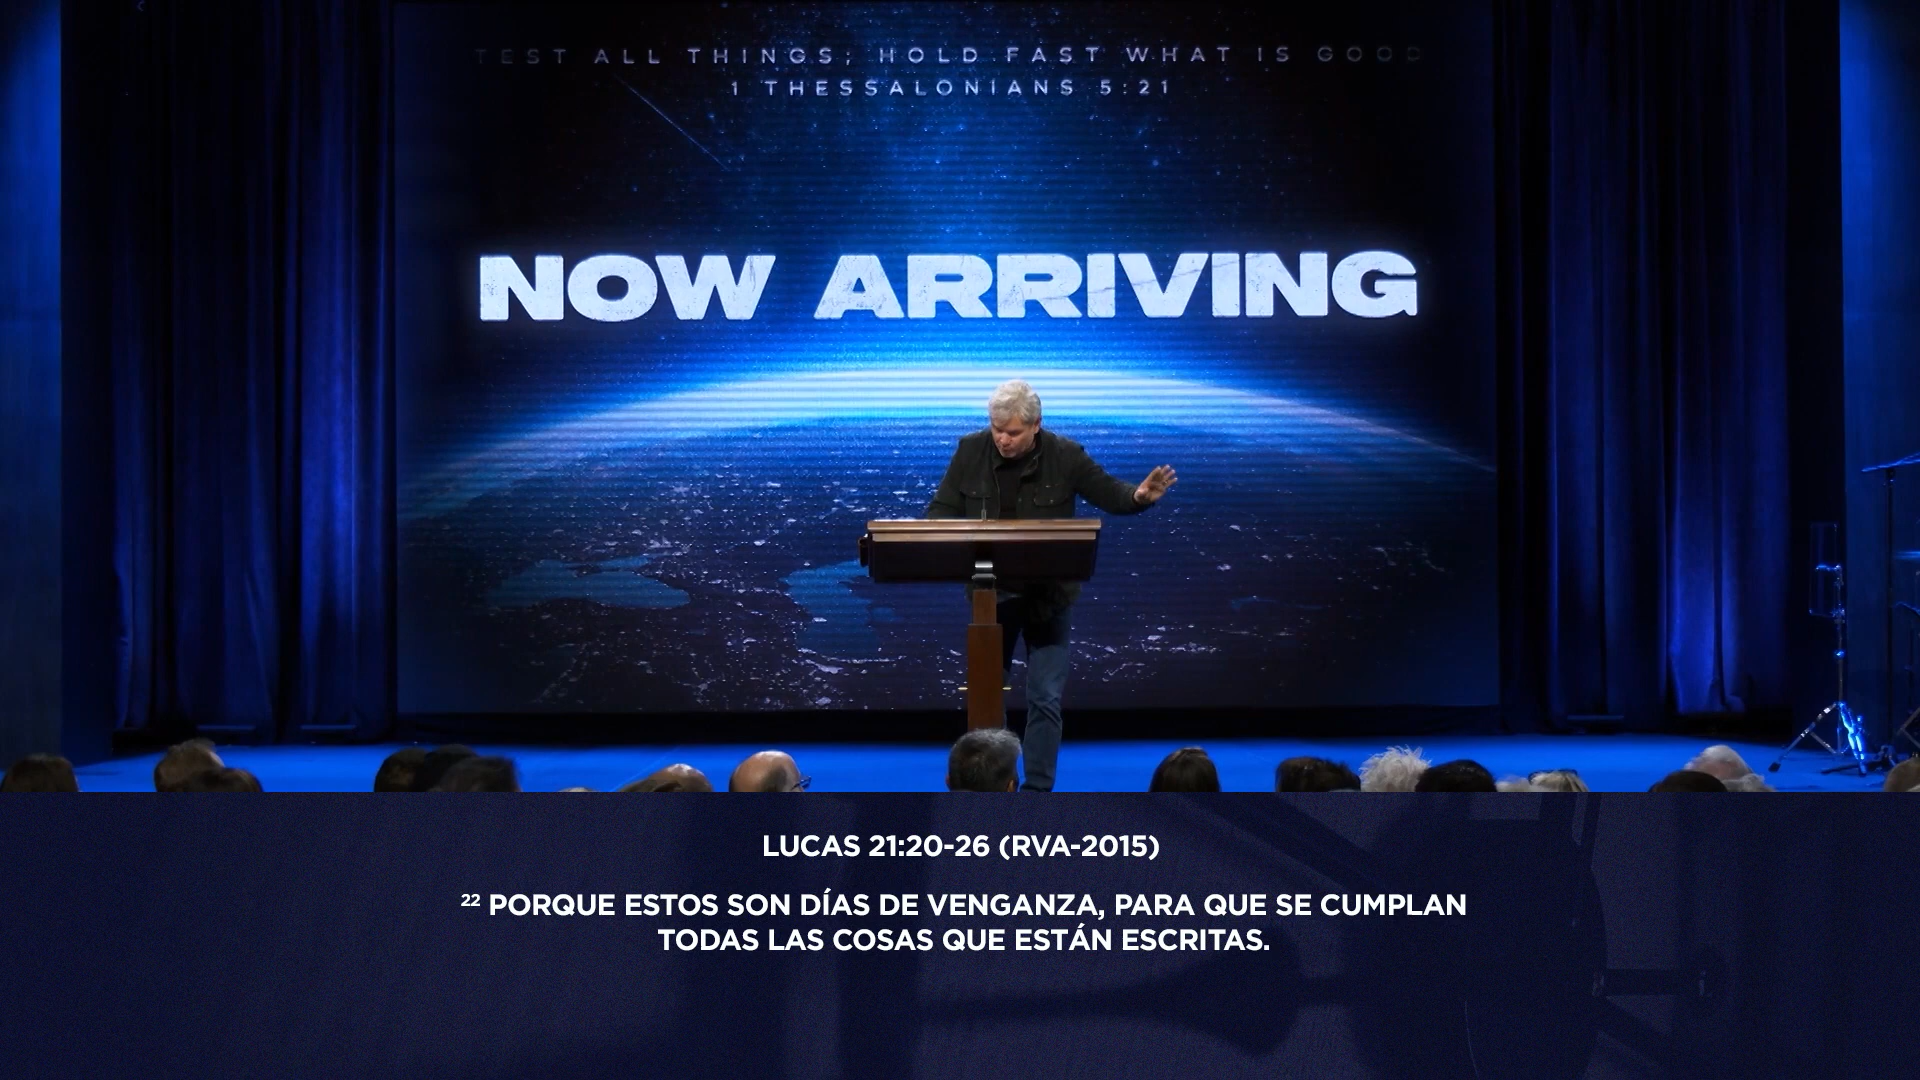 TEST ALL THINGS; HOLD FAST WHAT IS GOOD
1 THESSALONIANS 5:21
NOW ARRIVING
LUCAS 21:20-26 (RVA-2015)
22 PORQUE ESTOS SON DÍAS DE VENGANZA, PARA QUE SE CUMPLAN
TODAS LAS COSAS QUE ESTÁN ESCRITAS.